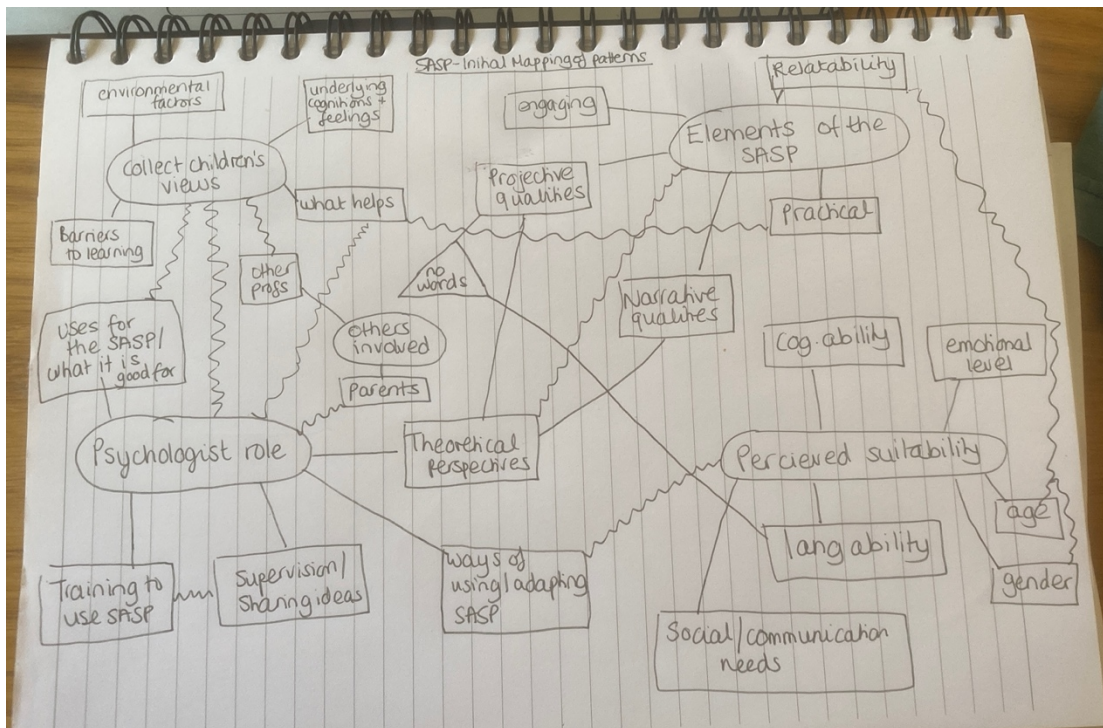 SASP-Initial Mapping of patterns
environmental
factors
underlying
cognitions +
feelings
engaging
Relatability
Elements of the
SASP
Collect children's
views
Projective
qualities
what helps
Practical
Barriers
to learning
other
profs
no
words
Narrative
qualities
uses for
the SASP/
what it is
good for
others
involved
Cog. ability
emotional
level
parents
Psychologist role
Theoretical
perspectives
Percieved suitability
age
lang ability
Training to
use SASP
Supervision/
Sharing ideas
ways of
using/adapting
SASP
gender
Social/communication
needs